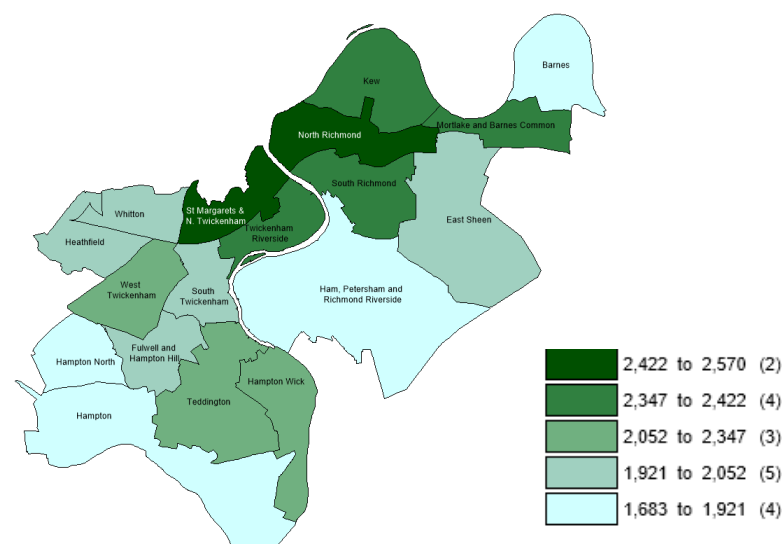 Barnes
Kew
Mortlake and Barnes Common
North Richmond
South Richmond
St Margarets &
N. Twickenham
Whitton
East Sheen
Twickenham
Riverside
Heathfield
West
Twickenham
South
Twickenham
Ham, Petersham and
Richmond Riverside
Fulwell and
Hampton Hill
Hampton North
Hampton Wick
Teddington
Hampton
2,422 to 2,570 (2)
2,347 to 2,422 (4)
2,052 to 2,347 (3)
1,921 to 2,052 (5)
1,683 to 1,921 (4)